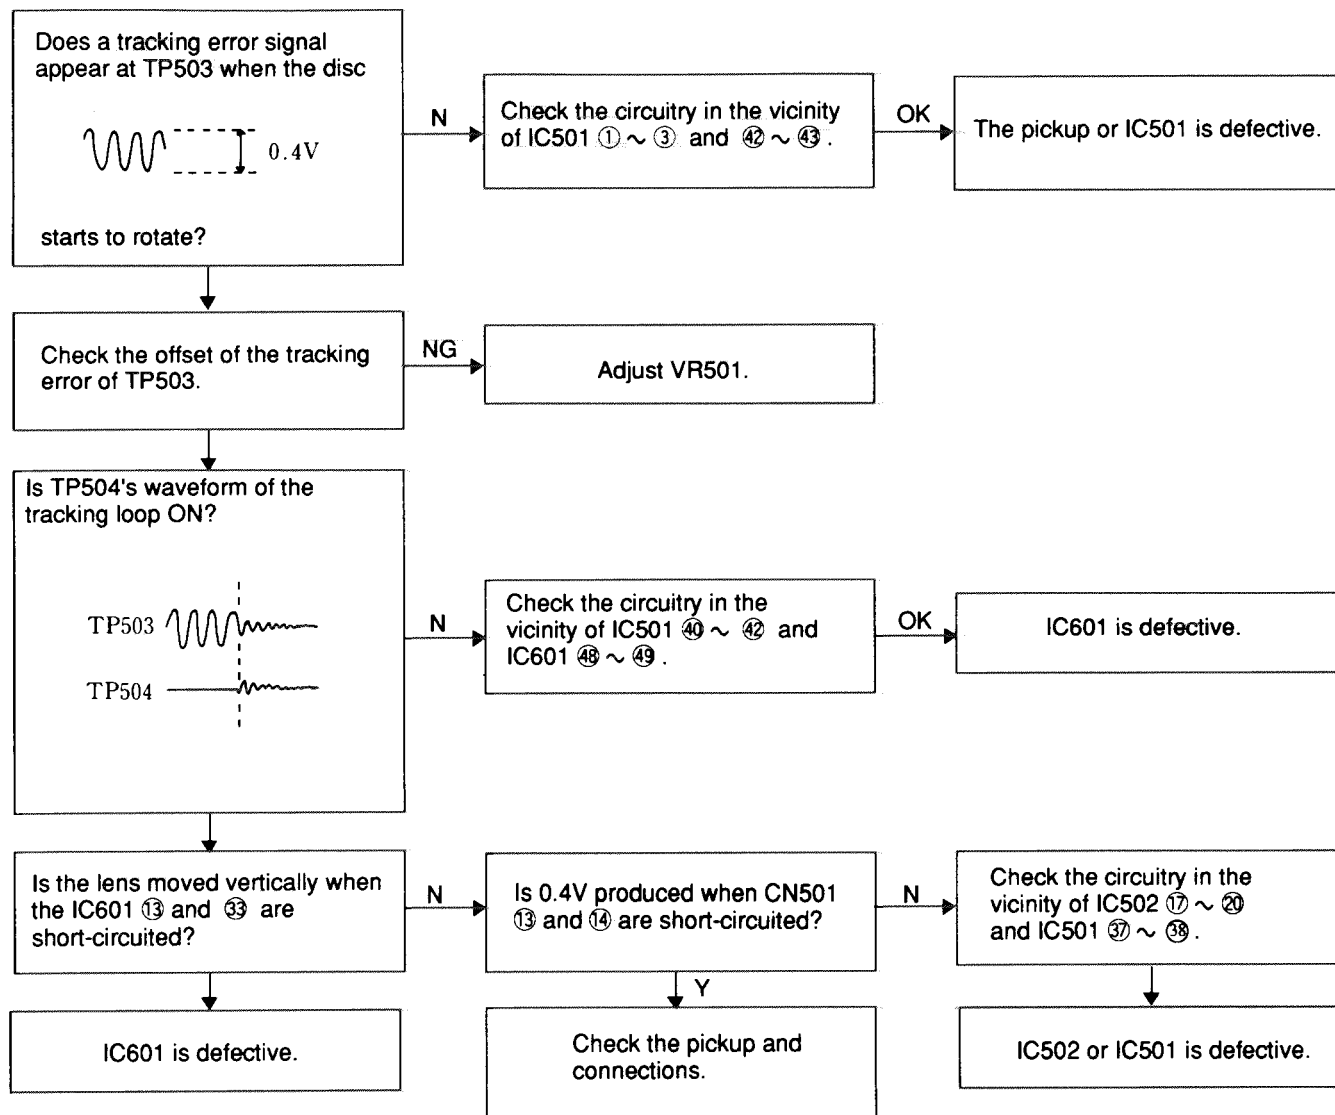 Does a tracking error signal
appear at TP503 when the disc
0.4V
starts to rotate?
N
Check the circuitry in the vicinity
of IC501 ① ~ ③ and ㊷ ~ ㊸ .
OK
The pickup or IC501 is defective.
Check the offset of the tracking
error of TP503.
NG
Adjust VR501.
Is TP504's waveform of the
tracking loop ON?
TP503
TP504
N
Check the circuitry in the
vicinity of IC501 ㊵ ~ ㊷ and
IC601 ㊽ ~ ㊾ .
OK
IC601 is defective.
Is the lens moved vertically when
the IC601 ⑬ and ㉝ are
short-circuited?
N
Is 0.4V produced when CN501
⑬ and ⑭ are short-circuited?
N
Check the circuitry in the
vicinity of IC502 ⑰ ~ ⑳
and IC501 ㊲ ~ ㊳ .
Y
IC601 is defective.
Check the pickup and
connections.
IC502 or IC501 is defective.